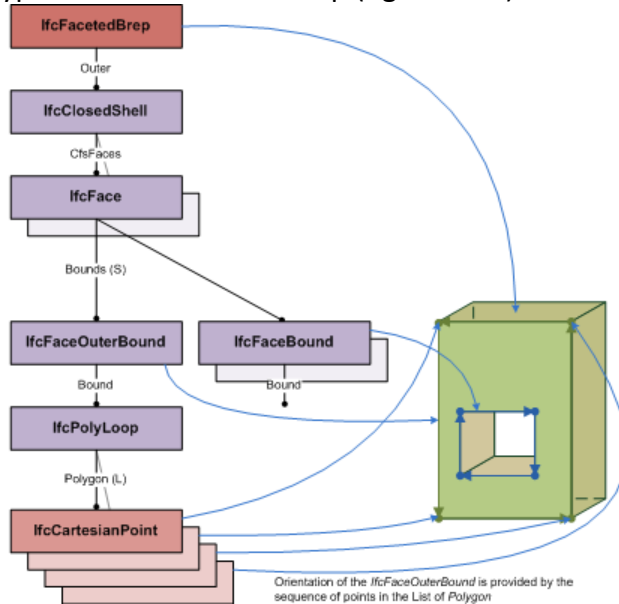 IfcFacetedBrep
Outer
IfcClosedShell
CfsFaces
IfcFace
Bounds (S)
IfcFaceOuterBound
IfcFaceBound
Bound
Bound
IfcPolyLoop
Polygon (L)
IfcCartesianPoint
Orientation of the IfcFaceOuterBound is provided by the
sequence of points in the List of Polygon